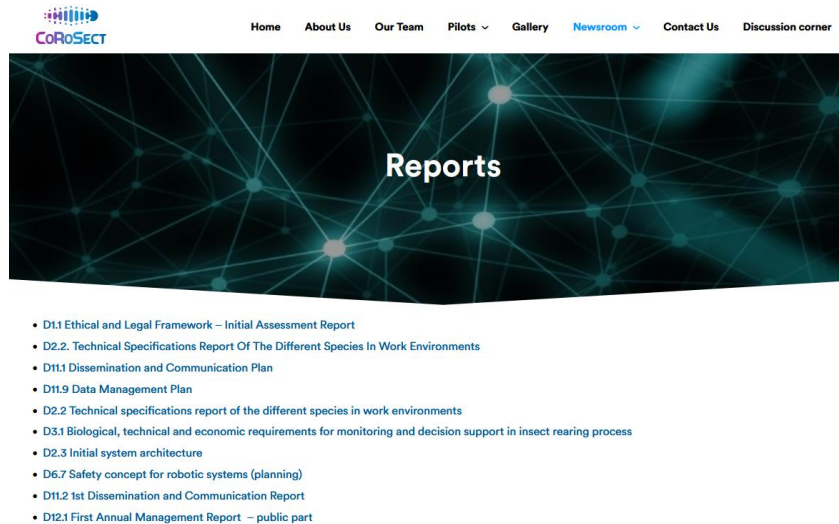 CoRoSect
Home About Us Our Team Pilots Gallery Newsroom Contact Us Discussion corner
Reports
• D1.1 Ethical and Legal Framework – Initial Assessment Report
• D2.2. Technical Specifications Report Of The Different Species In Work Environments
• D11.1 Dissemination and Communication Plan
• D11.9 Data Management Plan
• D2.2 Technical specifications report of the different species in work environments
• D3.1 Biological, technical and economic requirements for monitoring and decision support in insect rearing process
• D2.3 Initial system architecture
• D6.7 Safety concept for robotic systems (planning)
• D11.2 1st Dissemination and Communication Report
• D12.1 First Annual Management Report – public part